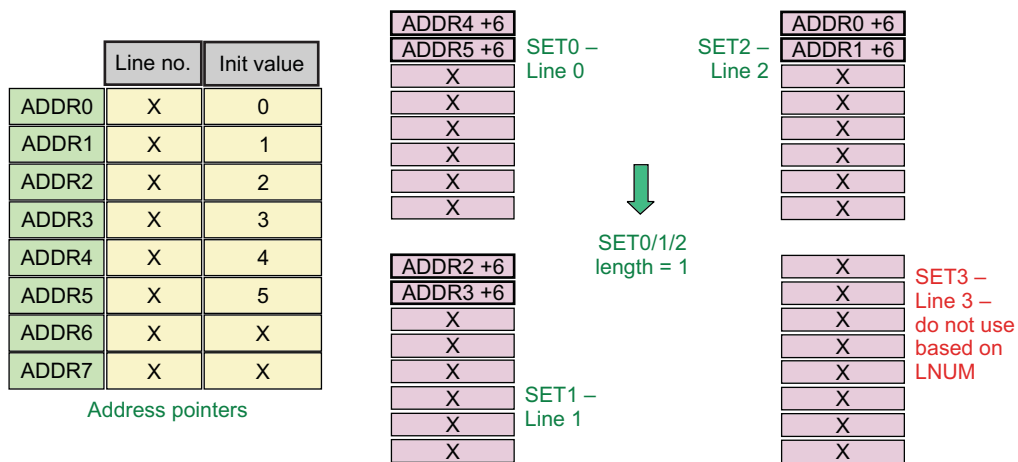 Line no. Init value
ADDR0 X 0
ADDR1 X 1
ADDR2 X 2
ADDR3 X 3
ADDR4 X 4
ADDR5 X 5
ADDR6 X X
ADDR7 X X
Address pointers
ADDR4 +6
ADDR5 +6
X
X
X
X
X
X
SET0 –
Line 0
ADDR2 +6
ADDR3 +6
X
X
X
X
X
X
SET1 –
Line 1
SET0/1/2
length = 1
SET2 –
Line 2
ADDR0 +6
ADDR1 +6
X
X
X
X
X
X
X
X
X
X
X
X
X
X
SET3 –
Line 3 –
do not use
based on
LNUM